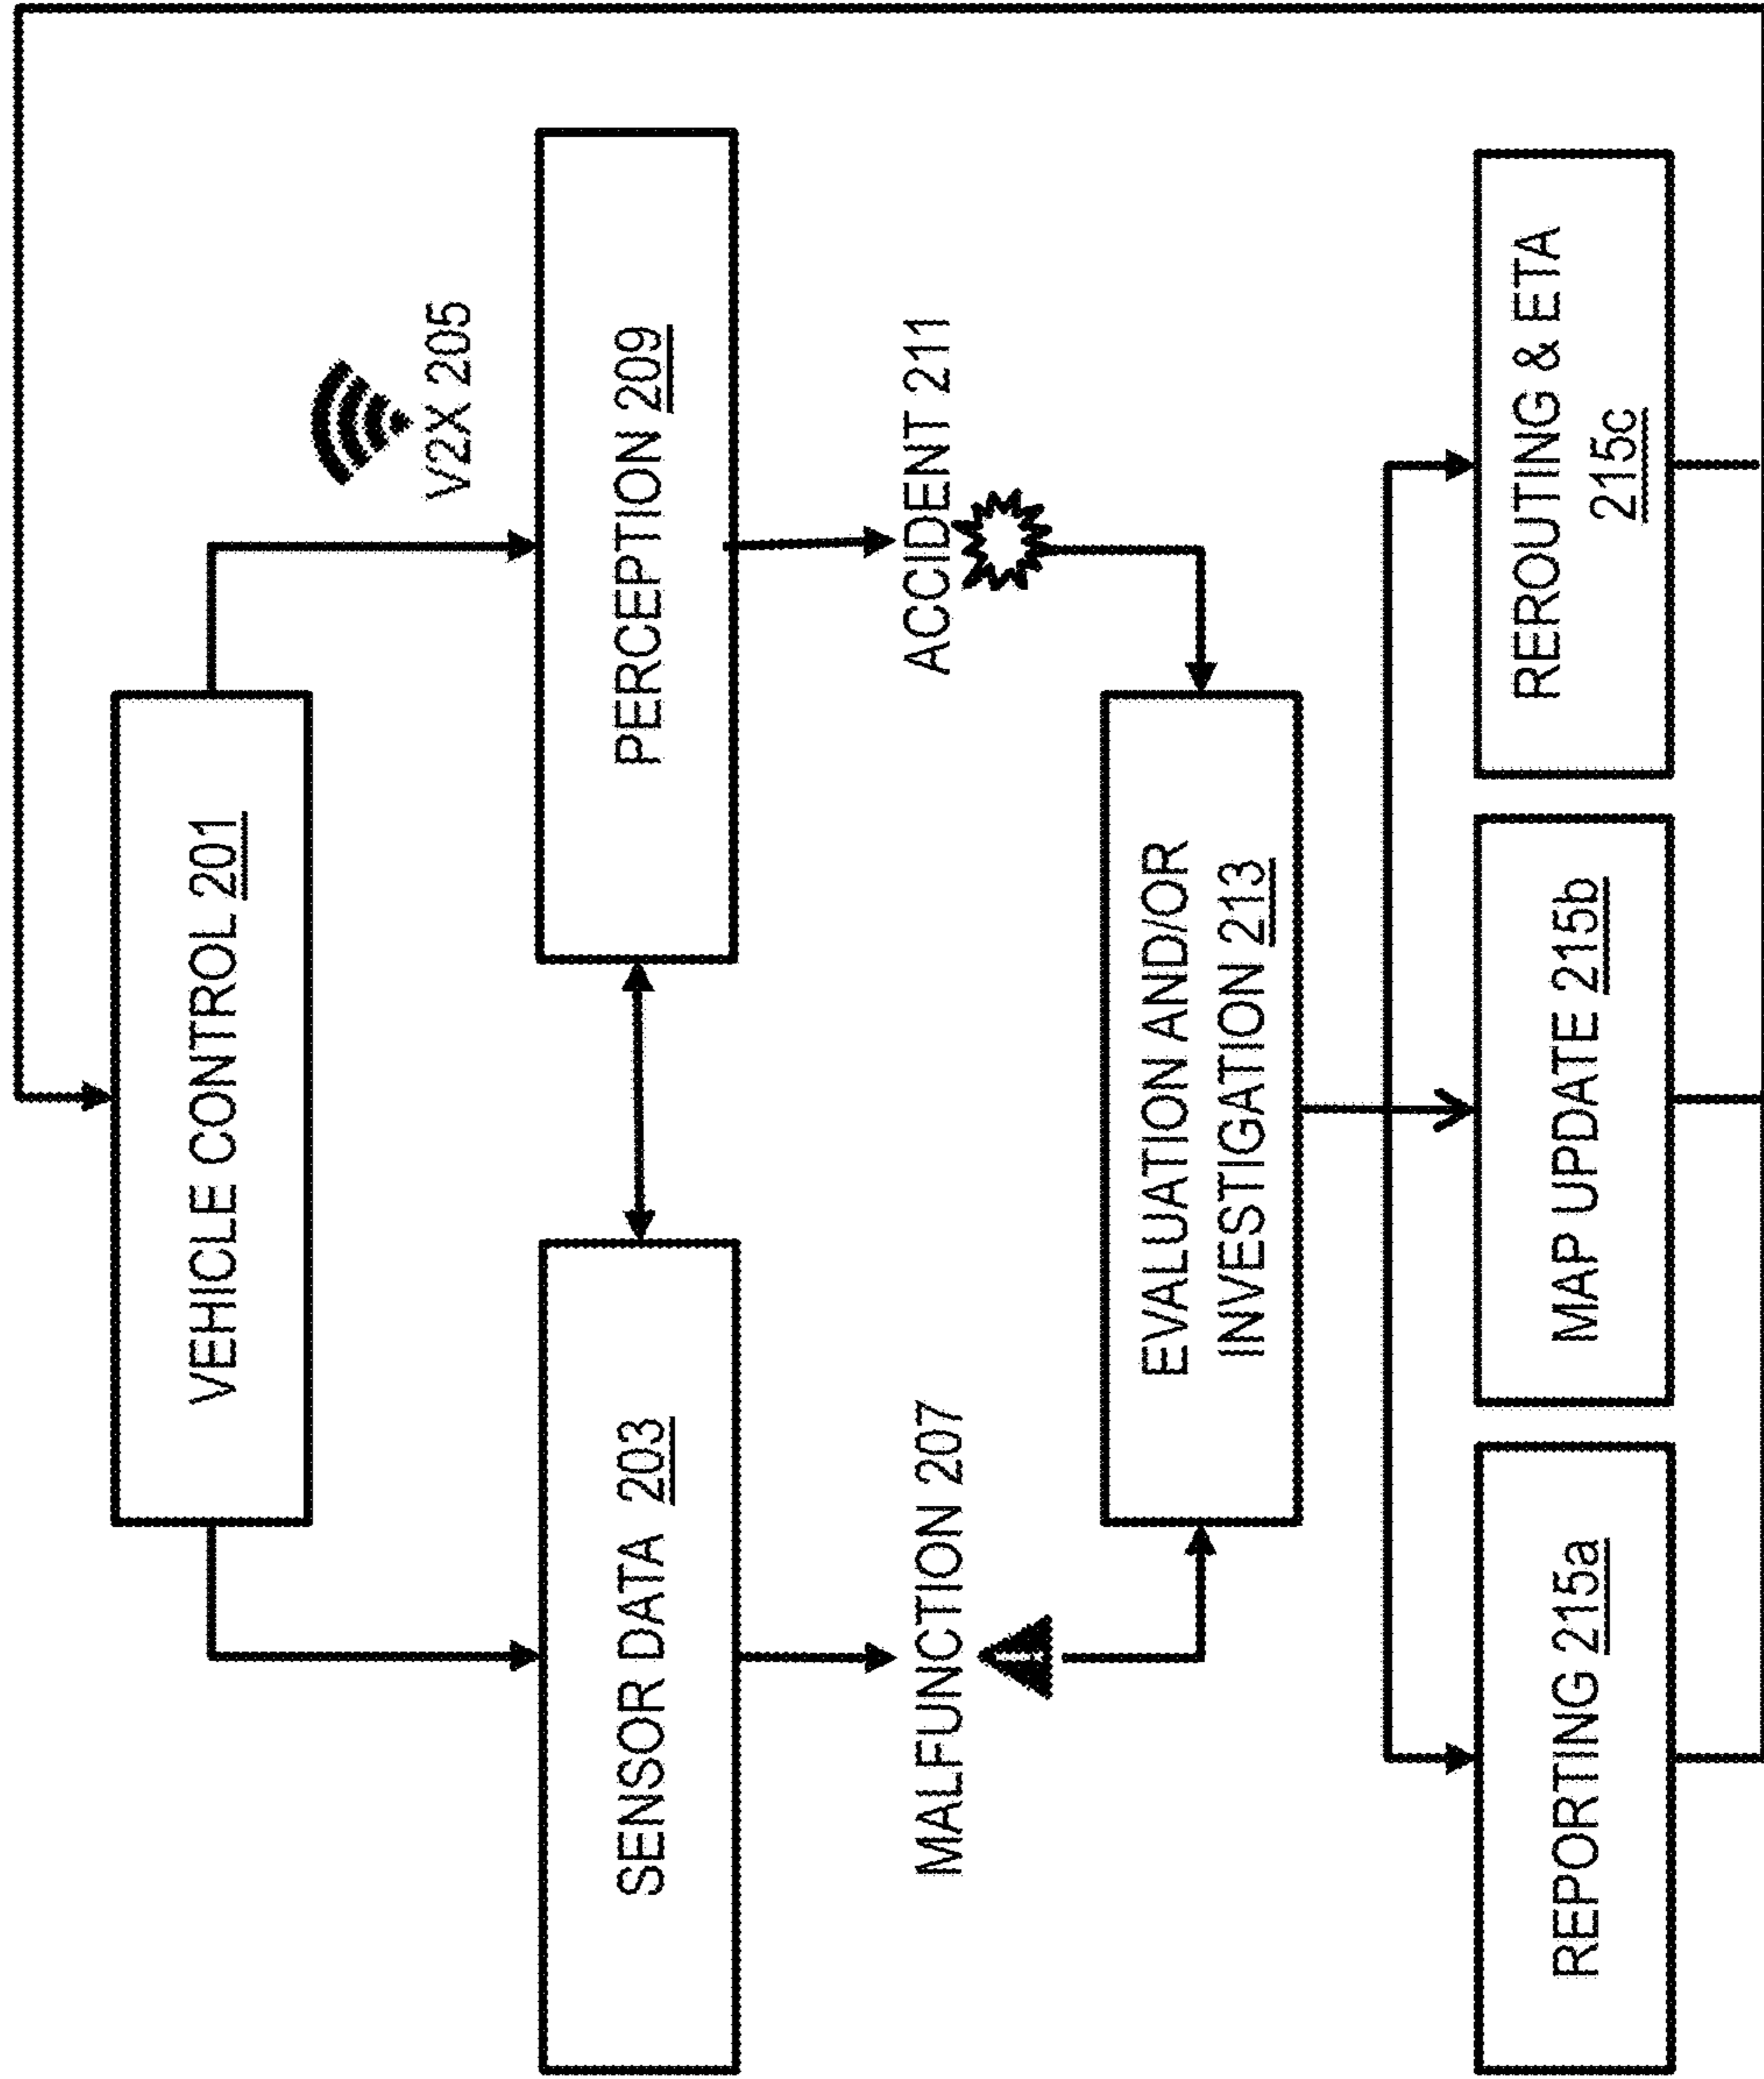 VEHICLE CONTROL 201
V2X 205
SENSOR DATA 203
PERCEPTION 209
MALFUNCTION 207
ACCIDENT 211
EVALUATION AND/OR
INVESTIGATION 213
REPORTING 215a
MAP UPDATE 215b
REROUTING & ETA
215c